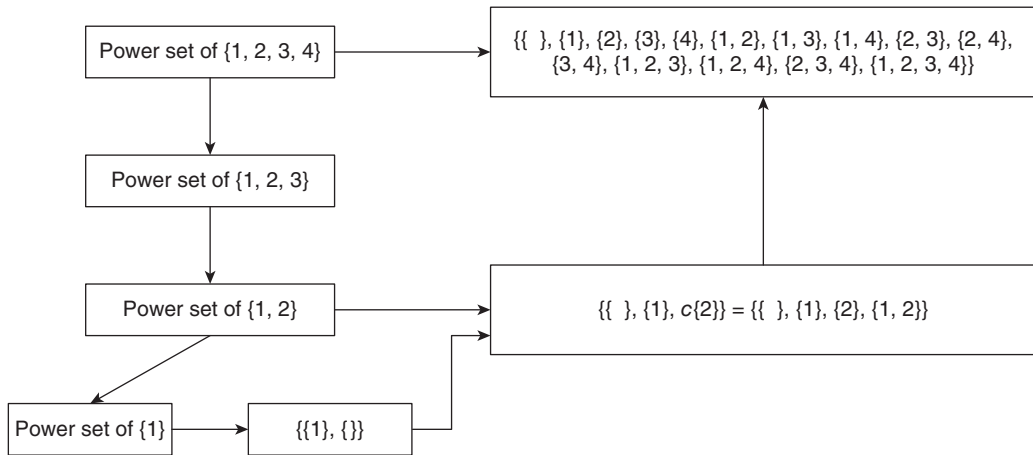 Power set of {1, 2, 3, 4}
{{ }, {1}, {2}, {3}, {4}, {1, 2}, {1, 3}, {1, 4}, {2, 3}, {2, 4},
{3, 4}, {1, 2, 3}, {1, 2, 4}, {2, 3, 4}, {1, 2, 3, 4}}
Power set of {1, 2, 3}
Power set of {1, 2}
{{ }, {1}, c{2}} = {{ }, {1}, {2}, {1, 2}}
Power set of {1}
{{1}, { }}